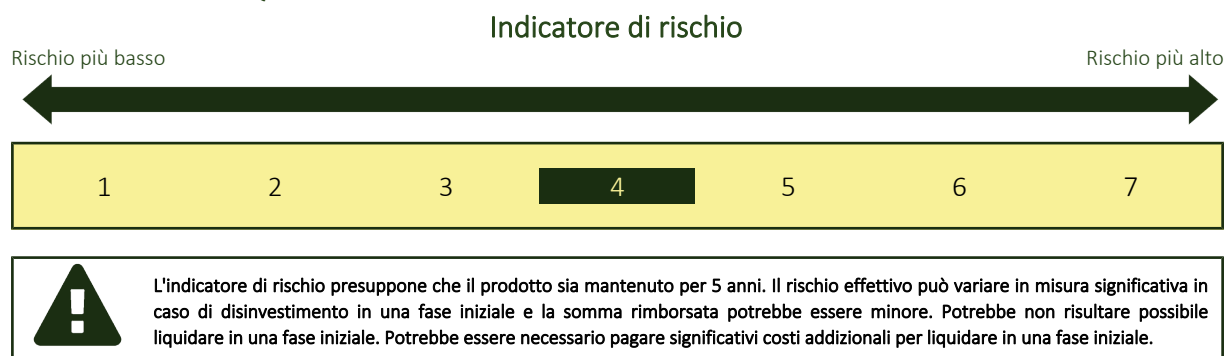 Indicatore di rischio
Rischio più basso
Rischio più alto
1 2 3 4 5 6 7
L'indicatore di rischio presuppone che il prodotto sia mantenuto per 5 anni. Il rischio effettivo può variare in misura significativa in
caso di disinvestimento in una fase iniziale e la somma rimborsata potrebbe essere minore. Potrebbe non risultare possibile
liquidare in una fase iniziale. Potrebbe essere necessario pagare significativi costi addizionali per liquidare in una fase iniziale.